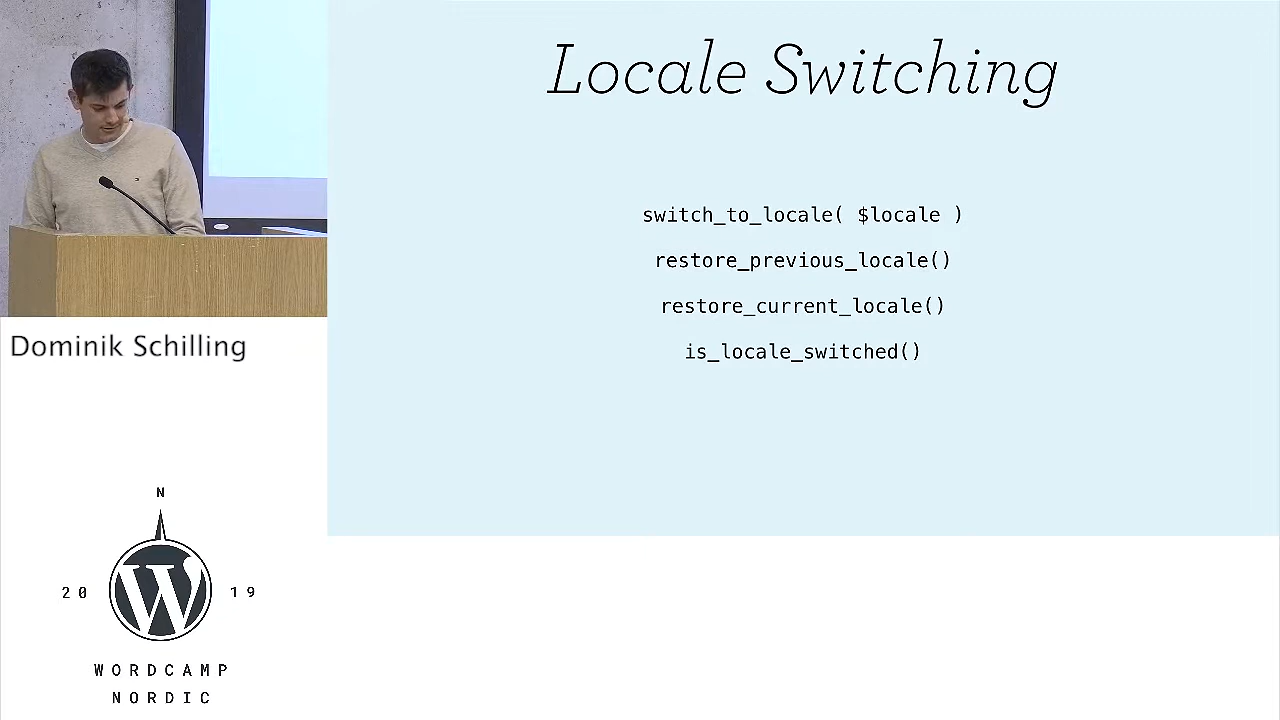 Locale Switching
switch_to_locale( $locale )
restore_previous_locale()
restore_current_locale()
is_locale_switched()
Dominik Schilling
N
20 19
WORDCAMP
NORDIC